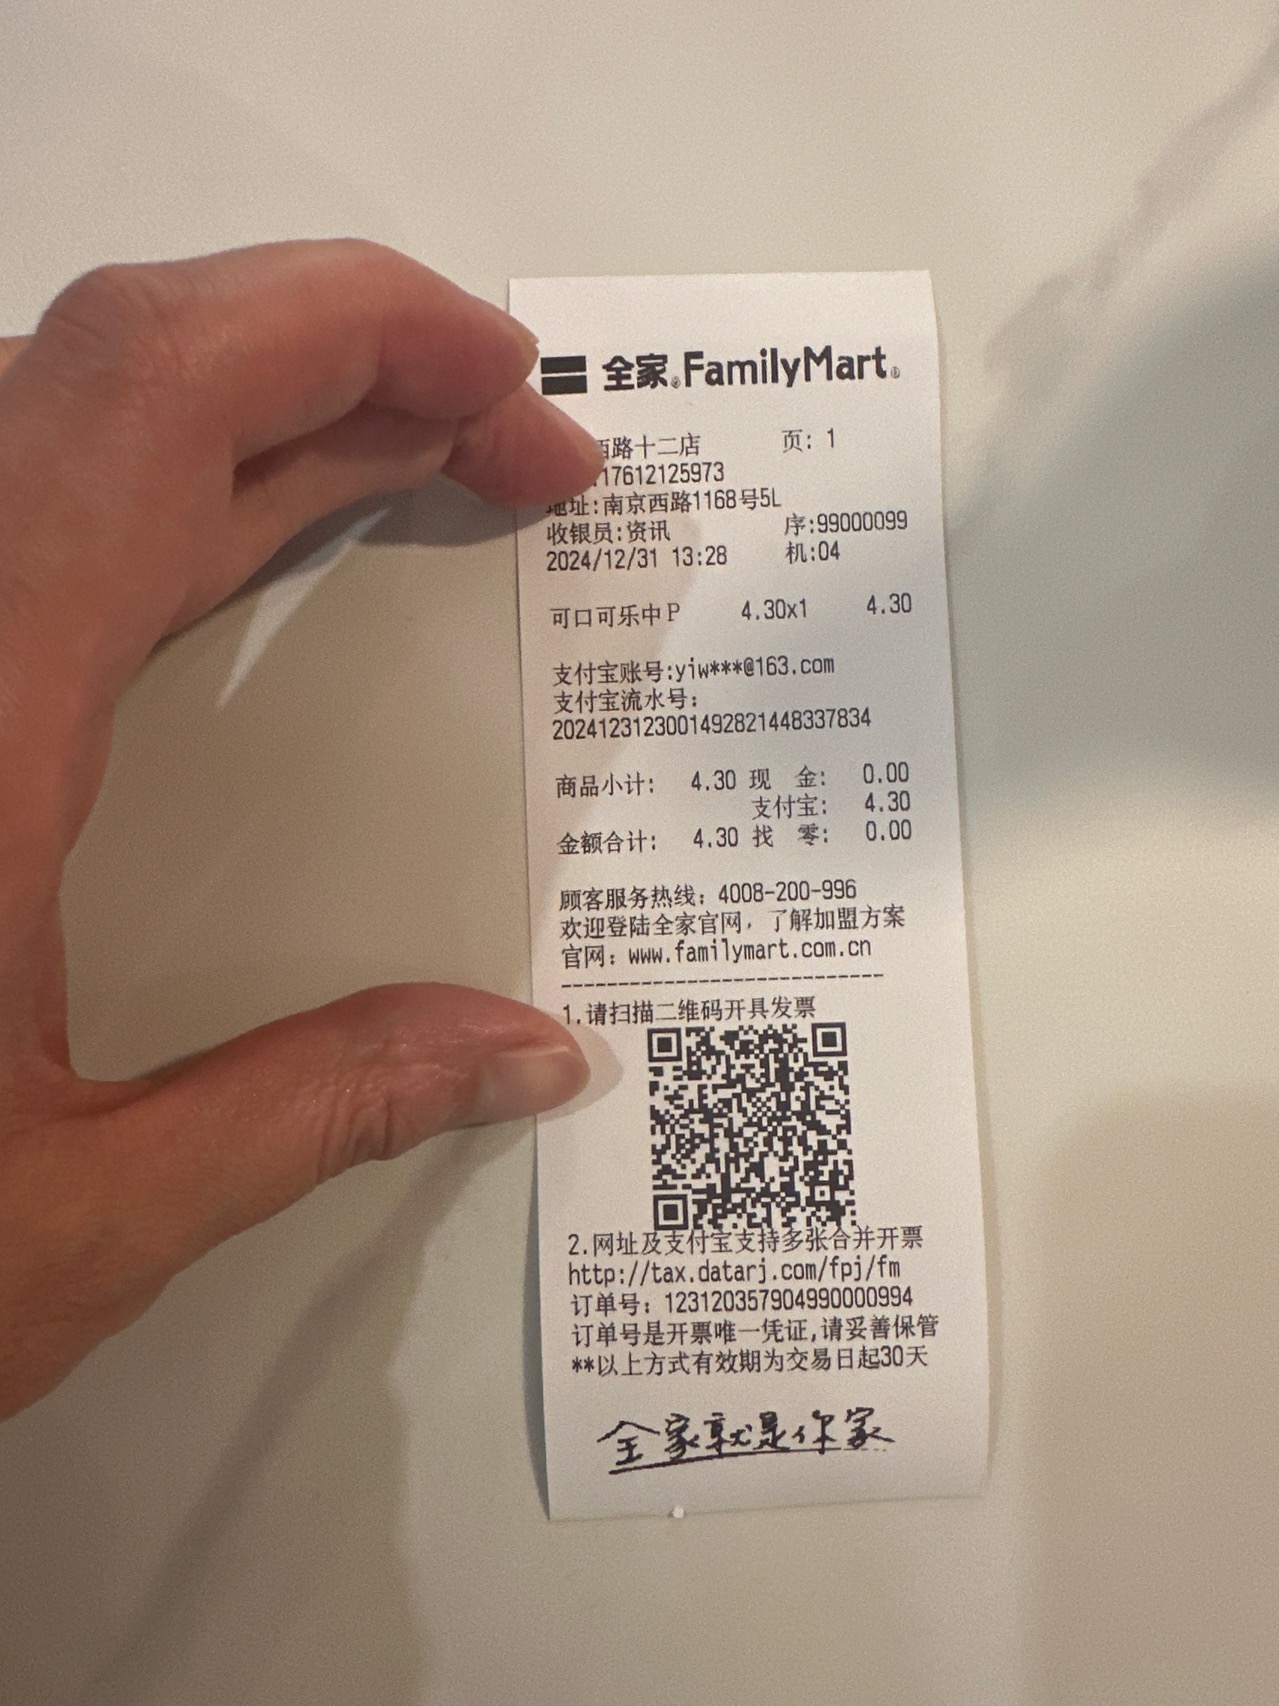 全家 FamilyMart
西路十二店 页: 1
17612125973
地址:南京西路1168号5L
收银员:资讯 序:99000099
2024/12/31 13:28 机:04
可口可乐中P 4.30x1 4.30
支付宝账号:yiw***@163.com
支付宝流水号:
2024123123001492821448337834
商品小计: 4.30 现 金: 0.00
支付宝: 4.30
金额合计: 4.30 找 零: 0.00
顾客服务热线: 4008-200-996
欢迎登陆全家官网, 了解加盟方案
官网: www.familymart.com.cn
----------------------------
1.请扫描二维码开具发票
2.网址及支付宝支持多张合并开票
http://tax.datarj.com/fpj/fm
订单号: 123120357904990000994
订单号是开票唯一凭证,请妥善保管
**以上方式有效期为交易日起30天
全家就是你家